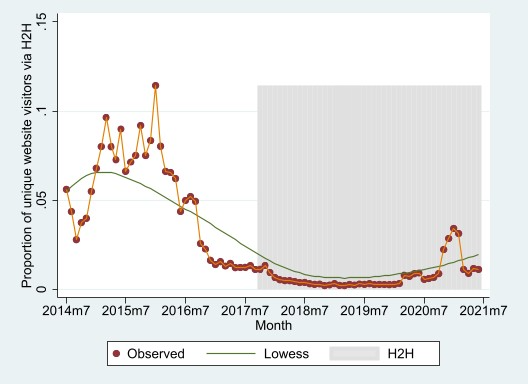 Proportion of unique website visitors via H2H
.15
.1
.05
0
2014m7 2015m7 2016m7 2017m7 2018m7 2019m7 2020m7 2021m7
Month
Observed Lowess H2H